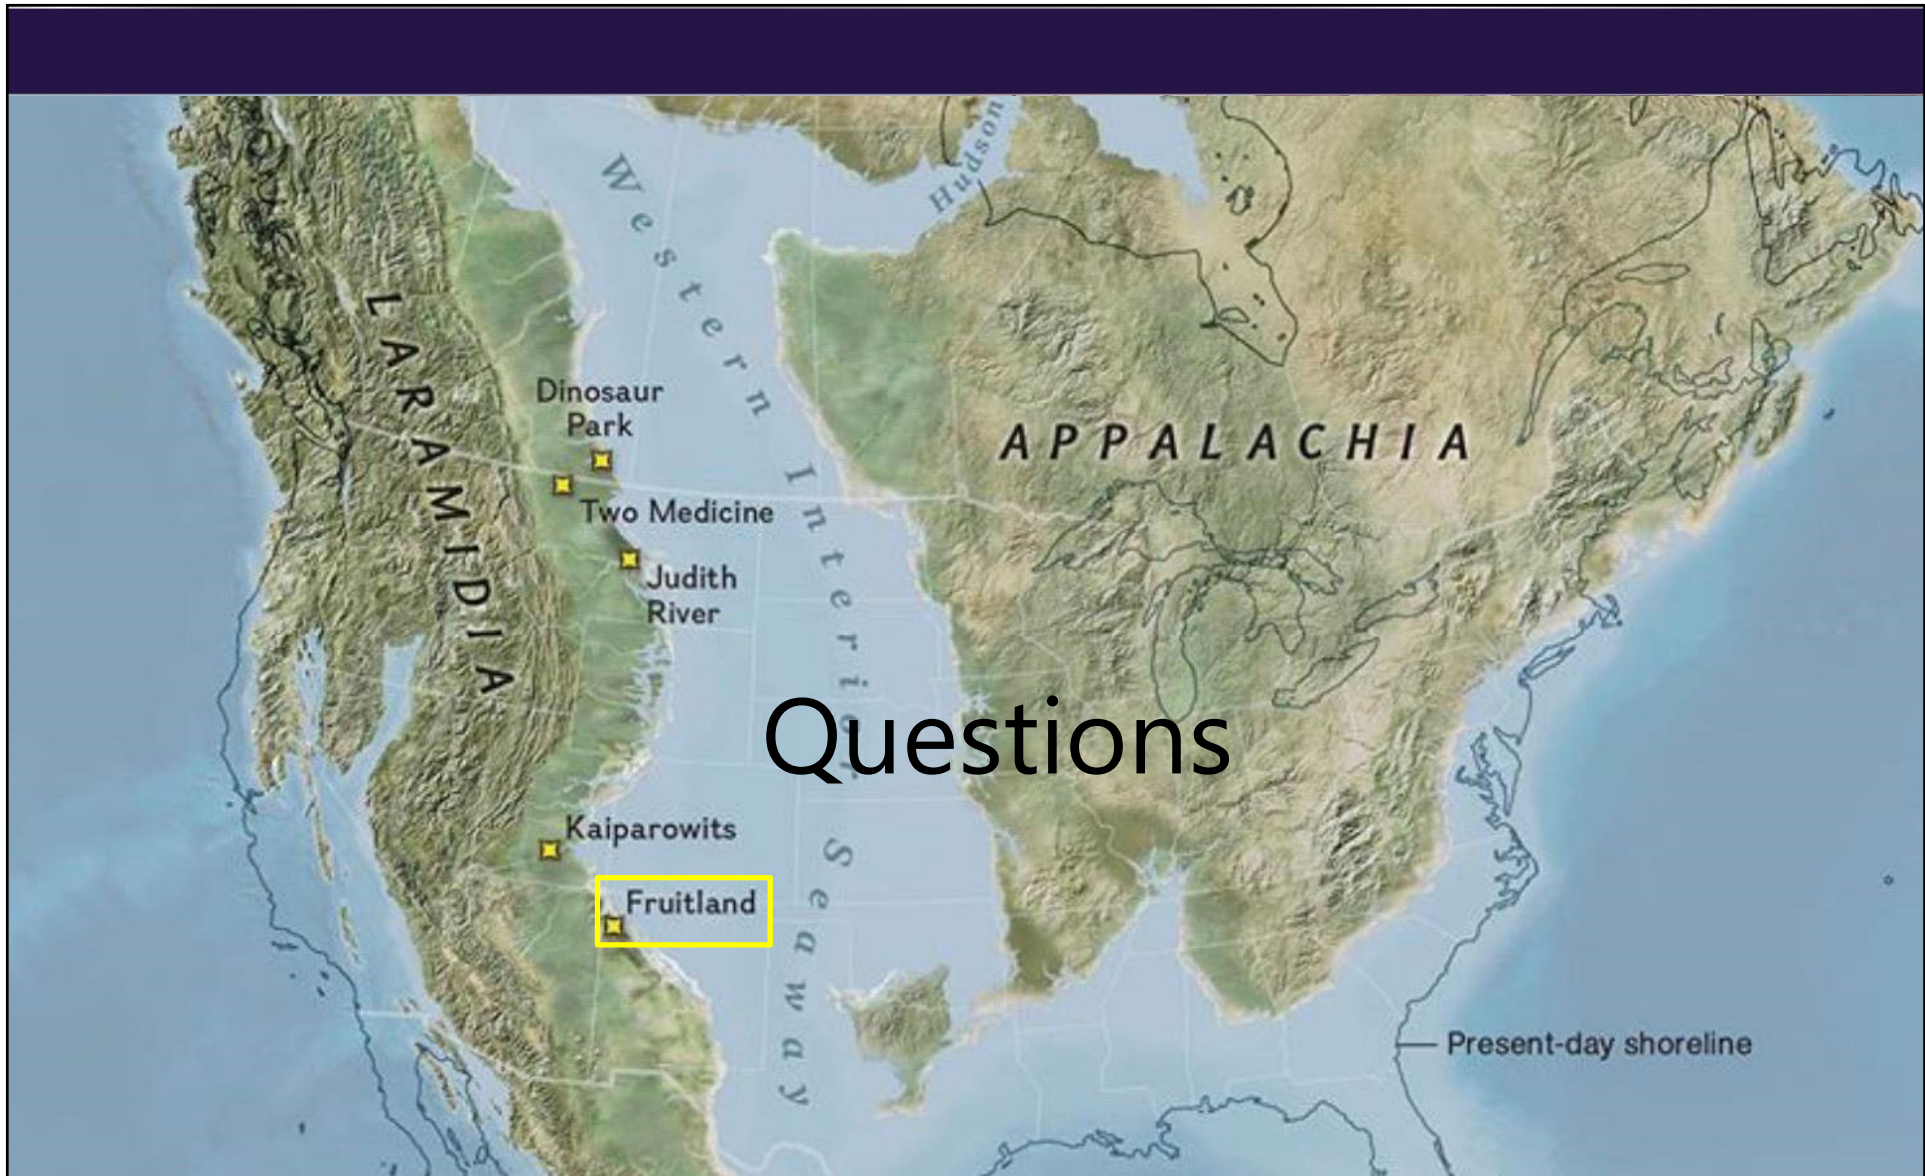 Hudson
Western Interior Seaway
LARAMIDIA
Dinosaur
Park
APPALACHIA
Two Medicine
Judith
River
Questions
Kaiparowits
Fruitland
Present-day shoreline